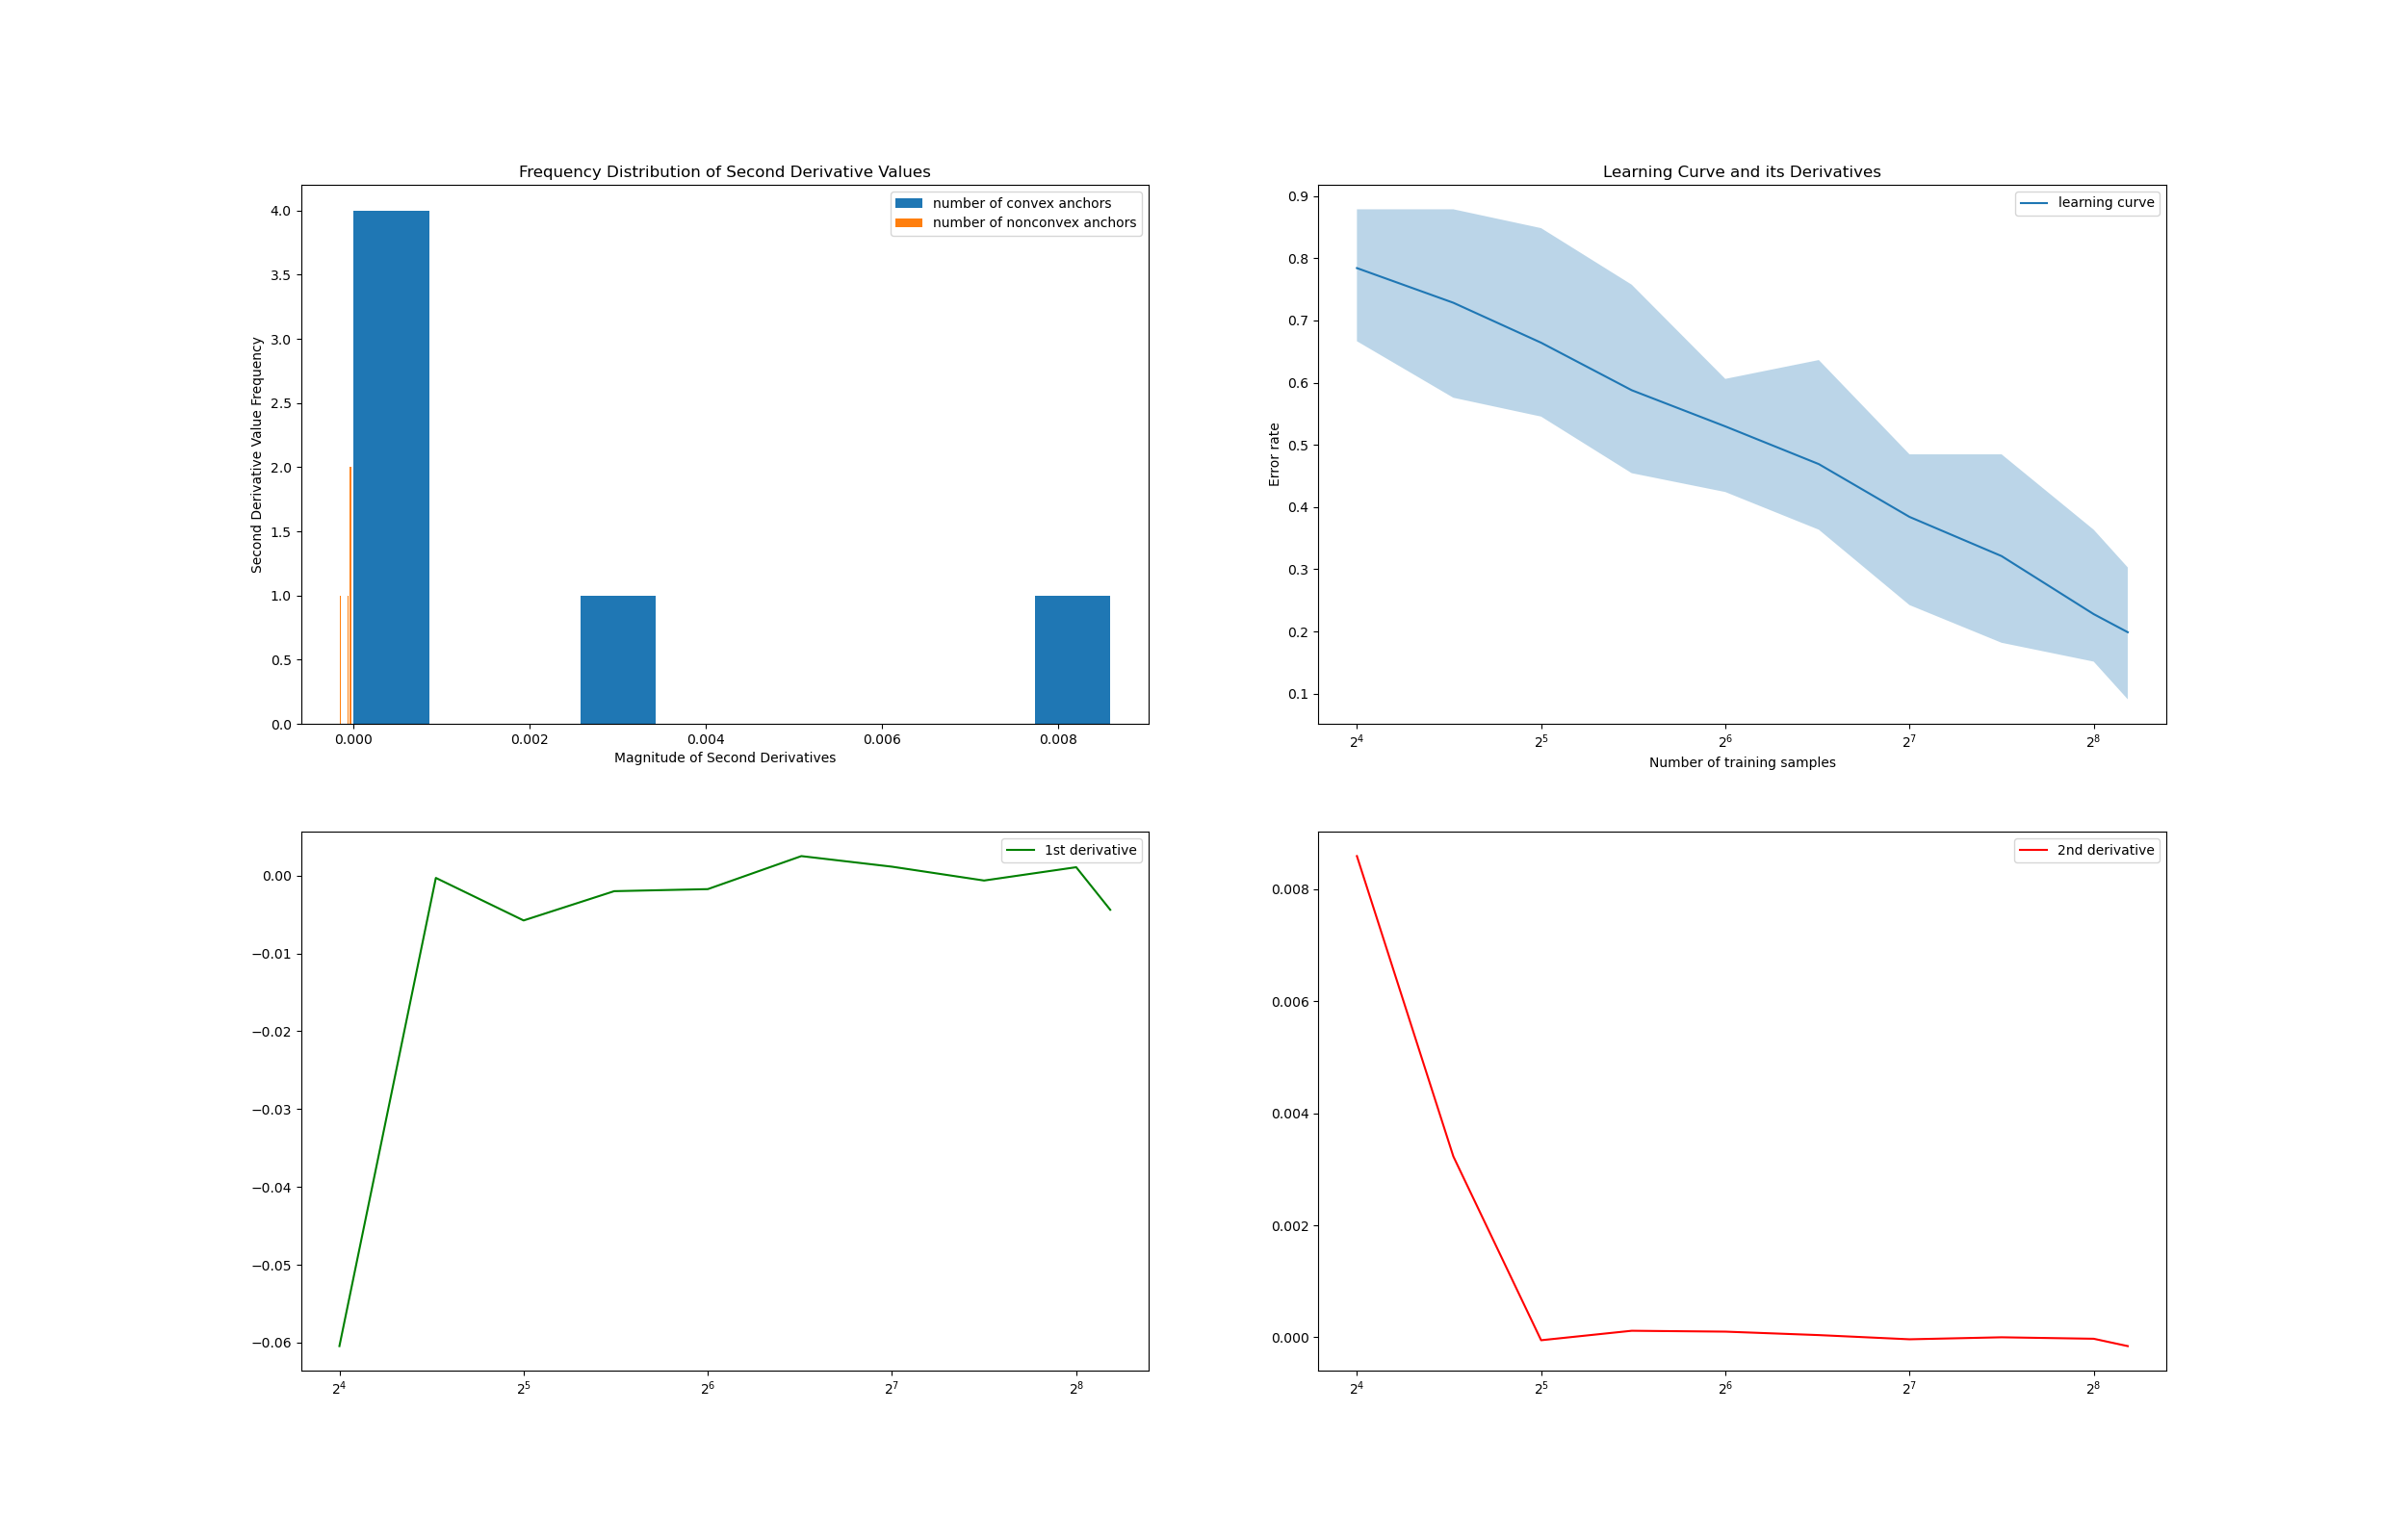 Frequency Distribution of Second Derivative Values
number of convex anchors
number of nonconvex anchors
4.0
3.5
3.0
2.5
2.0
1.5
1.0
0.5
0.0
Second Derivative Value Frequency
0.000 0.002 0.004 0.006 0.008
Magnitude of Second Derivatives
Learning Curve and its Derivatives
learning curve
0.9
0.8
0.7
0.6
0.5
0.4
0.3
0.2
0.1
Error rate
2⁴ 2⁵ 2⁶ 2⁷ 2⁸
Number of training samples
1st derivative
0.00
−0.01
−0.02
−0.03
−0.04
−0.05
−0.06
2⁴ 2⁵ 2⁶ 2⁷ 2⁸
2nd derivative
0.008
0.006
0.004
0.002
0.000
2⁴ 2⁵ 2⁶ 2⁷ 2⁸